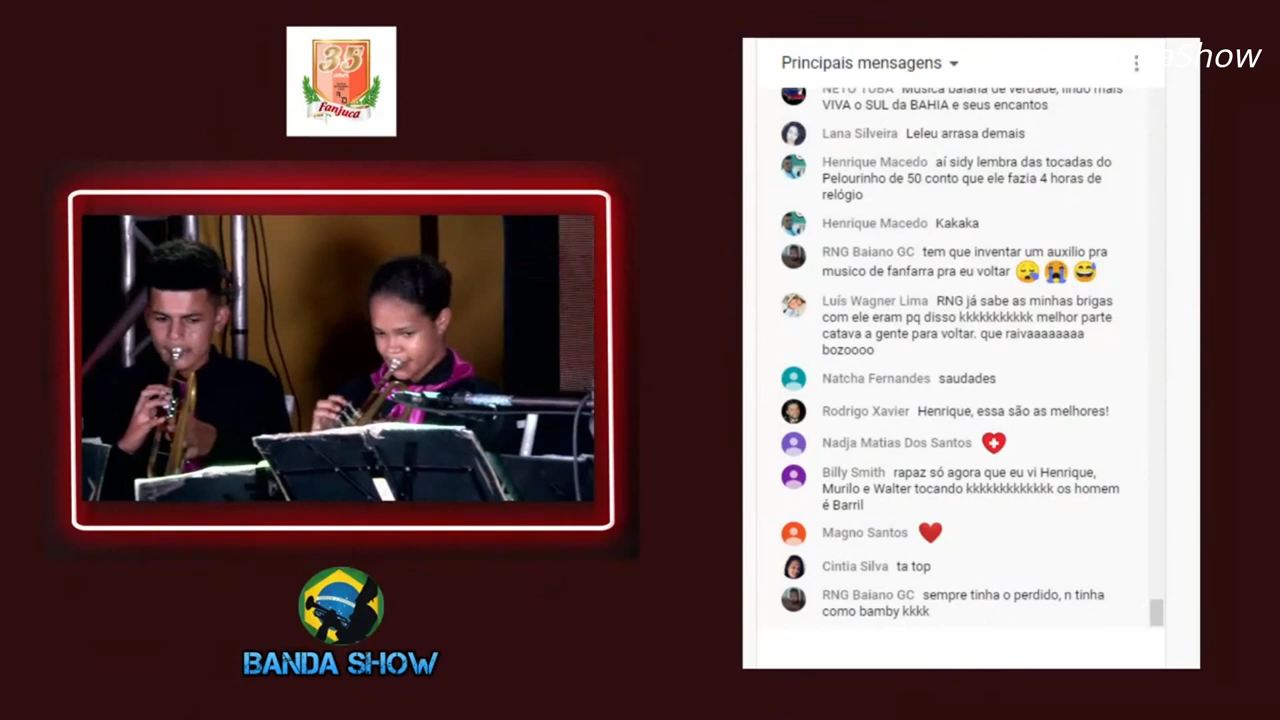 35
anos
Fanjuca
BANDA SHOW
aShow
Principais mensagens
NETO TUBA Música baiana de verdade, lindo mais
VIVA o SUL da BAHIA e seus encantos
Lana Silveira Leleu arrasa demais
Henrique Macedo aí sidy lembra das tocadas do
Pelourinho de 50 conto que ele fazia 4 horas de
relógio
Henrique Macedo Kakaka
RNG Baiano GC tem que inventar um auxilio pra
musico de fanfarra pra eu voltar
Luís Wagner Lima RNG já sabe as minhas brigas
com ele eram pq disso kkkkkkkkkkk melhor parte
catava a gente para voltar. que raivaaaaaaaa
bozoooo
Natcha Fernandes saudades
Rodrigo Xavier Henrique, essa são as melhores!
Nadja Matias Dos Santos
Billy Smith rapaz só agora que eu vi Henrique,
Murilo e Walter tocando kkkkkkkkkkkkk os homem
é Barril
Magno Santos
Cintia Silva ta top
RNG Baiano GC sempre tinha o perdido, n tinha
como bamby kkkk